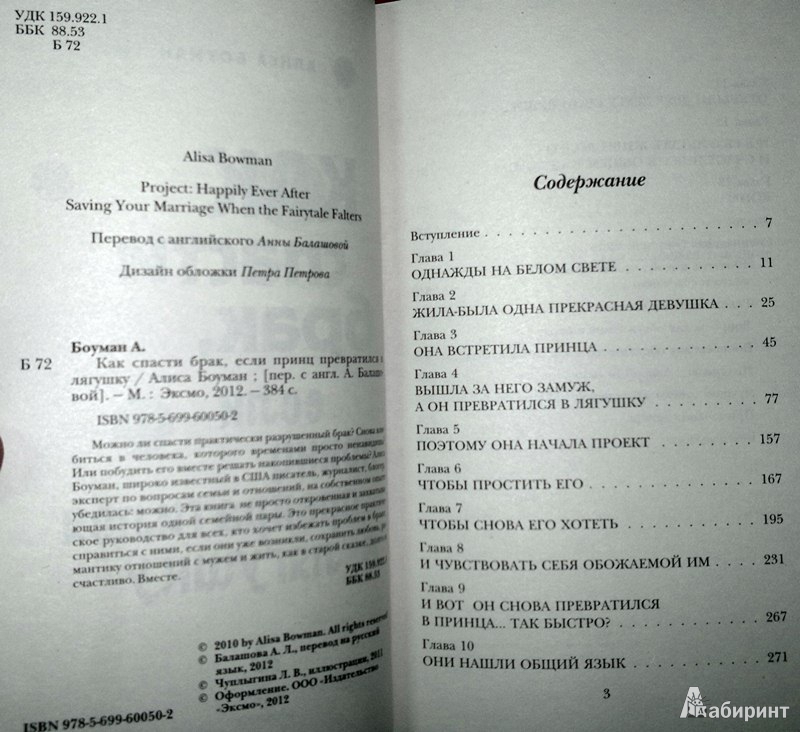 УДК 159.922.1
ББК 88.53
Б 72
Alisa Bowman
Project: Happily Ever After
Saving Your Marriage When the Fairytale Falters
Перевод с английского Анны Балашовой
Дизайн обложки Петра Петрова
Боуман А.
Б 72 Как спасти брак, если принц превратился в
лягушку / Алиса Боуман ; [пер. с англ. А. Балашо-
вой]. – М. : Эксмо, 2012. – 384 с.
ISBN 978-5-699-60050-2
Можно ли спасти практически разрушенный брак? Снова
биться в человека, которого временами просто
Или побудить его вместе решать накопившиеся проблемы?
Боуман, широко известный в США писатель, журналист,
эксперт по вопросам семьи и отношений, на собственном
убедилась: можно. Эта книга не просто откровенная и
ющая история одной семейной пары. Это прекрасное
ское руководство для всех, кто хочет избежать проблем в
справиться с ними, если они уже возникли, сохранить любовь,
мантику отношений с мужем и жить, как в старой сказке,
счастливо. Вместе.
УДК 159.922.
ББК 88.53
© 2010 by Alisa Bowman. All rights reserved
© Балашова А. Л., перевод на русский
язык, 2012
© Чуплыгина Л. В., иллюстрация, 2011
© Оформление. ООО «Издательство
«Эксмо», 2012
ISBN 978-5-699-60050-2
Содержание
Вступление . . . 7
Глава 1
ОДНАЖДЫ НА БЕЛОМ СВЕТЕ . . . 11
Глава 2
ЖИЛА-БЫЛА ОДНА ПРЕКРАСНАЯ ДЕВУШКА . . . 25
Глава 3
ОНА ВСТРЕТИЛА ПРИНЦА . . . 45
Глава 4
ВЫШЛА ЗА НЕГО ЗАМУЖ,
А ОН ПРЕВРАТИЛСЯ В ЛЯГУШКУ . . . 77
Глава 5
ПОЭТОМУ ОНА НАЧАЛА ПРОЕКТ . . . 157
Глава 6
ЧТОБЫ ПРОСТИТЬ ЕГО . . . 167
Глава 7
ЧТОБЫ СНОВА ЕГО ХОТЕТЬ . . . 195
Глава 8
И ЧУВСТВОВАТЬ СЕБЯ ОБОЖАЕМОЙ ИМ . . . 231
Глава 9
И ВОТ ОН СНОВА ПРЕВРАТИЛСЯ
В ПРИНЦА... ТАК БЫСТРО? . . . 267
Глава 10
ОНИ НАШЛИ ОБЩИЙ ЯЗЫК . . . 271
3
Лабиринт